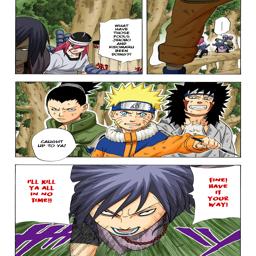 WHAT
HAVE
THOSE
FOOLS
JIROBO
AND
KIDOMARU
BEEN
DOING?!
CAUGHT
UP TO YA!
FINE!
HAVE
IT
YOUR
WAY!
I'LL KILL
YA ALL
IN NO
TIME!!